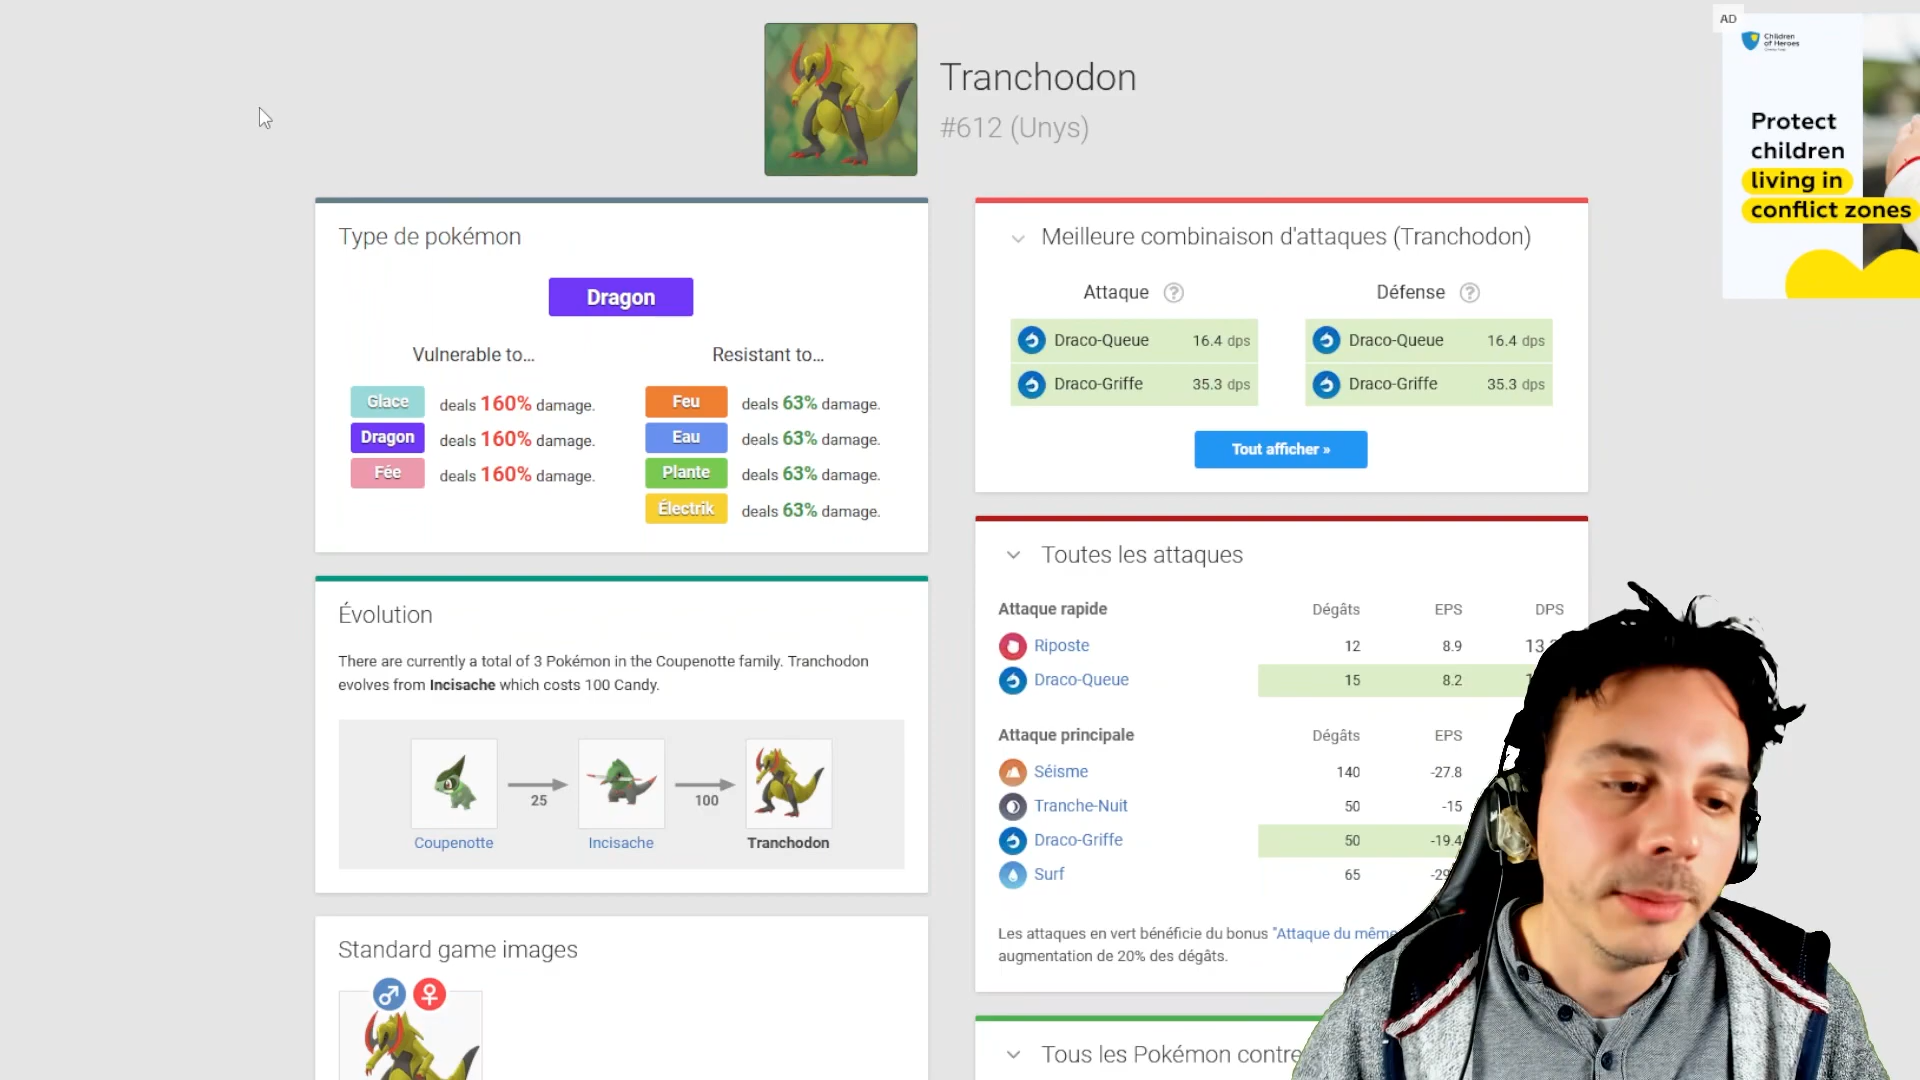 Tranchodon
#612 (Unys)
AD
Children
of Heroes
Protect
children
living in
conflict zones
Type de pokémon
Dragon
Vulnerable to...
Glace deals 160% damage.
Dragon deals 160% damage.
Fée deals 160% damage.
Resistant to...
Feu deals 63% damage.
Eau deals 63% damage.
Plante deals 63% damage.
Électrik deals 63% damage.
Évolution
There are currently a total of 3 Pokémon in the Coupenotte family. Tranchodon
evolves from Incisache which costs 100 Candy.
25
100
Coupenotte
Incisache
Tranchodon
Standard game images
Meilleure combinaison d'attaques (Tranchodon)
Attaque ?
Draco-Queue 16.4 dps
Draco-Griffe 35.3 dps
Défense ?
Draco-Queue 16.4 dps
Draco-Griffe 35.3 dps
Tout afficher »
Toutes les attaques
Attaque rapide Dégâts EPS DPS
Riposte 12 8.9 13.
Draco-Queue 15 8.2
Attaque principale Dégâts EPS
Séisme 140 -27.8
Tranche-Nuit 50 -15
Draco-Griffe 50 -19.4
Surf 65
Les attaques en vert bénéficie du bonus "Attaque du même
augmentation de 20% des dégâts.
Tous les Pokémon contre